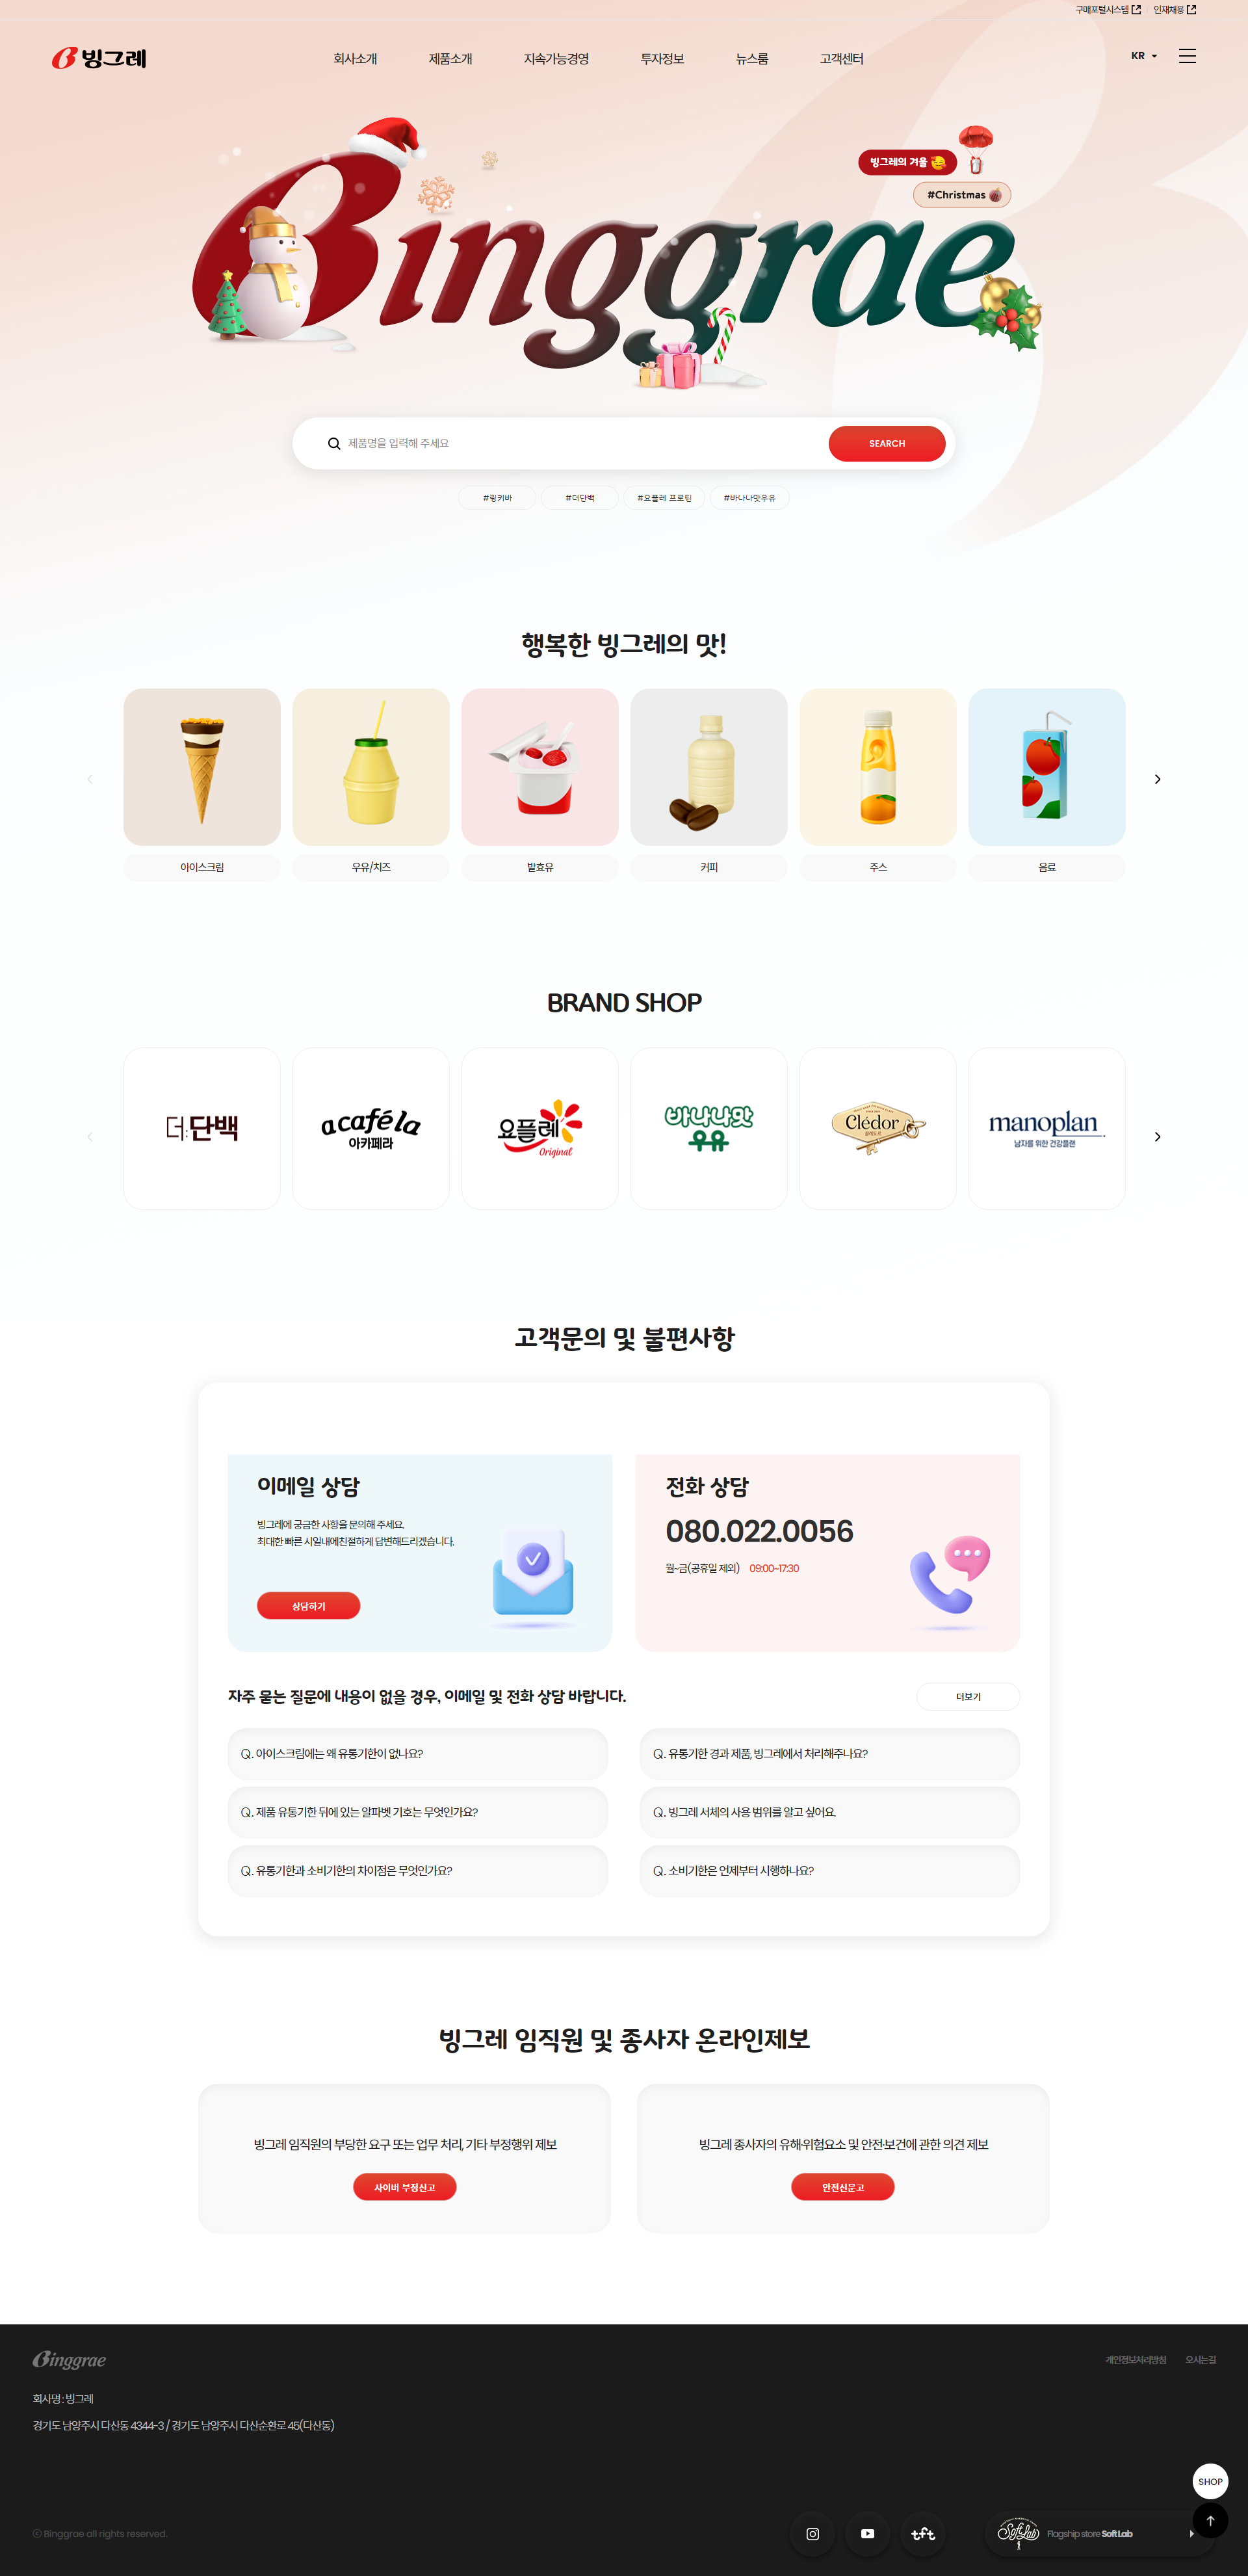 구매포털시스템
인재채용
빙그레
회사소개
제품소개
지속가능경영
투자정보
뉴스룸
고객센터
KR
빙그레의 겨울
#Christmas
Binggrae
제품명을 입력해 주세요
SEARCH
#링키바
#더단백
#요플레 프로틴
#바나나맛우유
행복한 빙그레의 맛!
아이스크림
우유/치즈
발효유
커피
주스
음료
BRAND SHOP
더:단백
acaféla
아카페라
요플레
Original
바나나맛
우유
Clédor
끌레도르
manoplan
남자를 위한 건강플랜
고객문의 및 불편사항
이메일 상담
빙그레에 궁금한 사항을 문의해 주세요.
최대한 빠른 시일내에친절하게 답변해드리겠습니다.
상담하기
전화 상담
080.022.0056
월~금(공휴일 제외) 09:00~17:30
자주 묻는 질문에 내용이 없을 경우, 이메일 및 전화 상담 바랍니다.
더보기
Q. 아이스크림에는 왜 유통기한이 없나요?
Q. 유통기한 경과 제품, 빙그레에서 처리해주나요?
Q. 제품 유통기한 뒤에 있는 알파벳 기호는 무엇인가요?
Q. 빙그레 서체의 사용 범위를 알고 싶어요.
Q. 유통기한과 소비기한의 차이점은 무엇인가요?
Q. 소비기한은 언제부터 시행하나요?
빙그레 임직원 및 종사자 온라인제보
빙그레 임직원의 부당한 요구 또는 업무 처리, 기타 부정행위 제보
사이버 부정신고
빙그레 종사자의 유해·위험요소 및 안전·보건에 관한 의견 제보
안전신문고
Binggrae
개인정보처리방침
오시는길
회사명 : 빙그레
경기도 남양주시 다산동 4344-3 / 경기도 남양주시 다산순환로 45(다산동)
SHOP
ⓒ Binggrae all rights reserved.
tft
Soft Lab
Flagship store Soft Lab